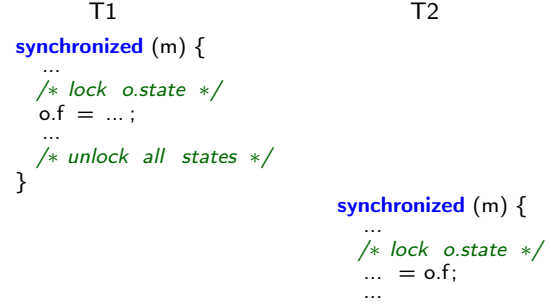 T1 T2
synchronized (m) {
...
/* lock o.state */
o.f = ... ;
...
/* unlock all states */
}
synchronized (m) {
...
/* lock o.state */
... = o.f;
...